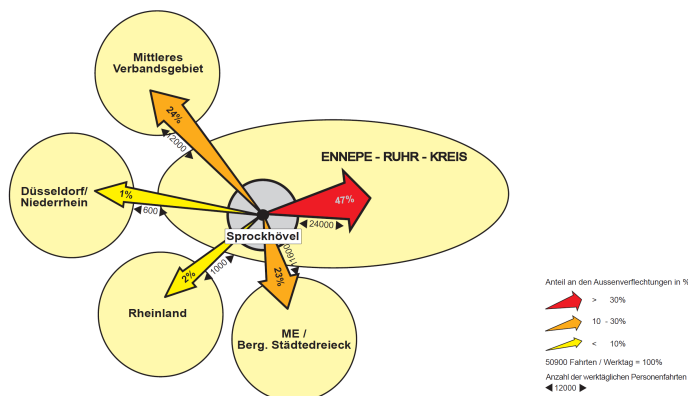 Mittleres
Verbandsgebiet
24%
12000
ENNEPE - RUHR - KREIS
Düsseldorf/
Niederrhein
1%
600
47%
24000
Sprockhövel
11600
23%
2%
1000
Rheinland
ME /
Berg. Städtedreieck
Anteil an den Aussenverflechtungen in %
> 30%
10 - 30%
< 10%
50900 Fahrten / Werktag = 100%
Anzahl der werktäglichen Personenfahrten
12000